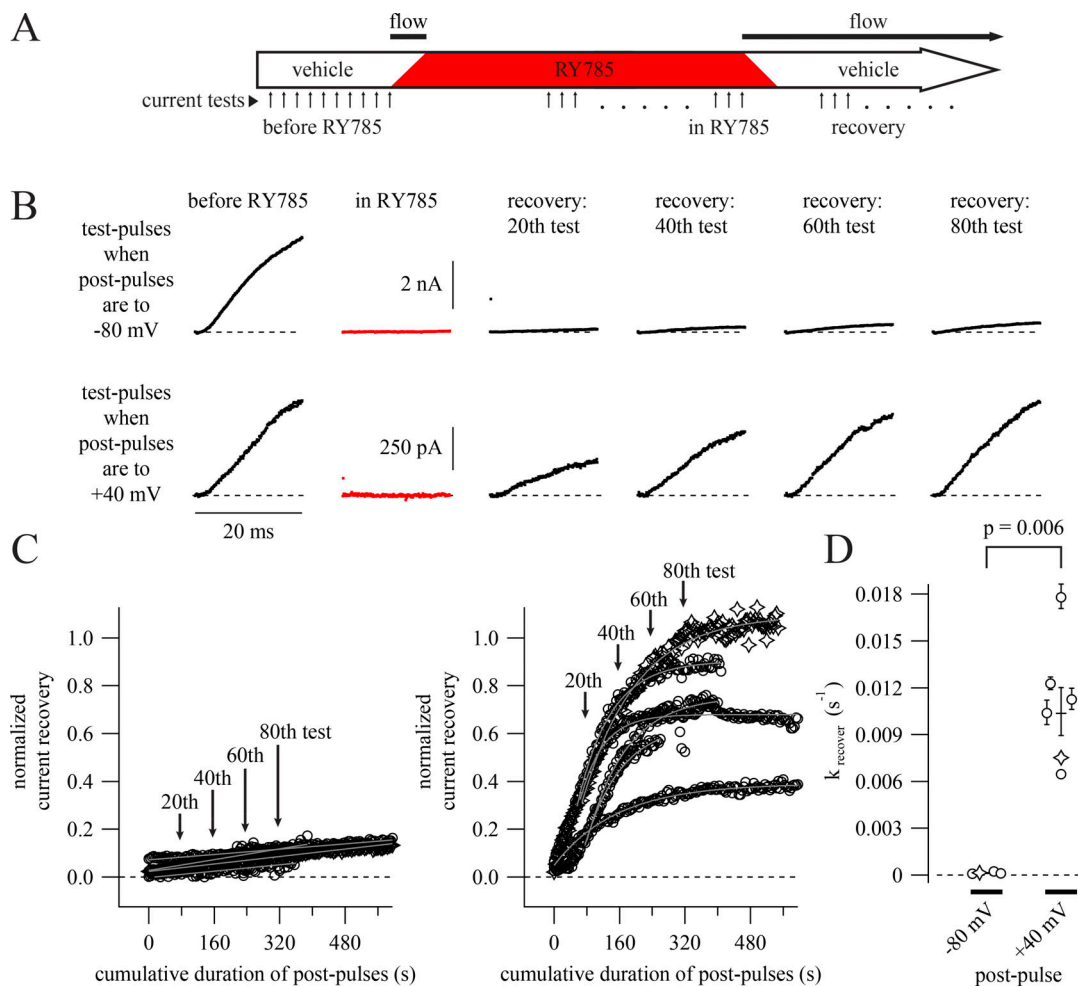 A
flow
flow
vehicle
RY785
vehicle
current tests
before RY785
in RY785
recovery
B
before RY785
in RY785
recovery:
20th test
recovery:
40th test
recovery:
60th test
recovery:
80th test
test-pulses
when
post-pulses
are to
-80 mV
2 nA
test-pulses
when
post-pulses
are to
+40 mV
250 pA
20 ms
C
normalized
current recovery
1.0
0.8
0.6
0.4
0.2
0.0
20th
40th
60th
80th test
0
160
320
480
cumulative duration of post-pulses (s)
normalized
current recovery
1.0
0.8
0.6
0.4
0.2
0.0
20th
40th
60th
80th test
0
160
320
480
cumulative duration of post-pulses (s)
D
p = 0.006
k recover (s-1)
0.018
0.015
0.012
0.009
0.006
0.003
0
-80 mV
+40 mV
post-pulse